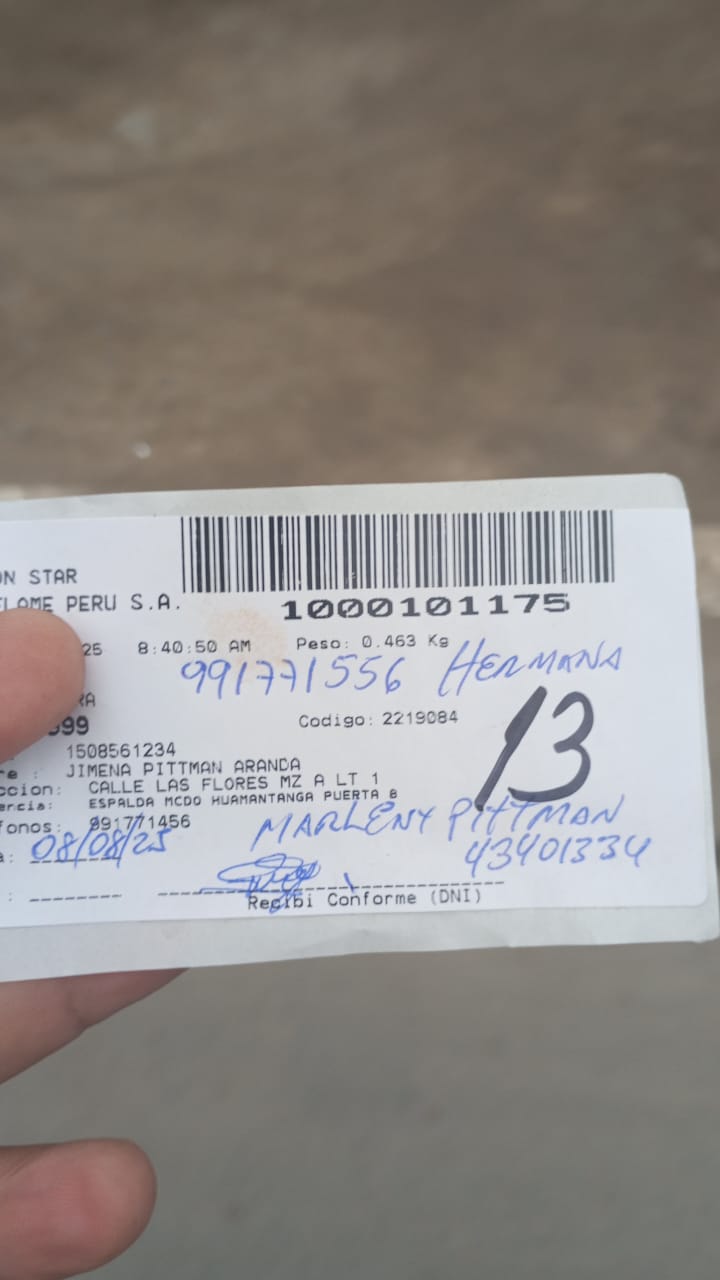 ON STAR
FLAME PERU S.A.
1000101175
25 8:40:50 AM Peso: 0.463 Kg
991771556 HERMANA
RA
599 Codigo: 2219084
13
1508561234
re : JIMENA PITTMAN ARANDA
ccion: CALLE LAS FLORES MZ A LT 1
encia: ESPALDA MCDO HUAMANTANGA PUERTA 8
fonos: 991771456
MARLENY PITTMAN
a: 08/08/25
43401334
: Recibi Conforme (DNI)